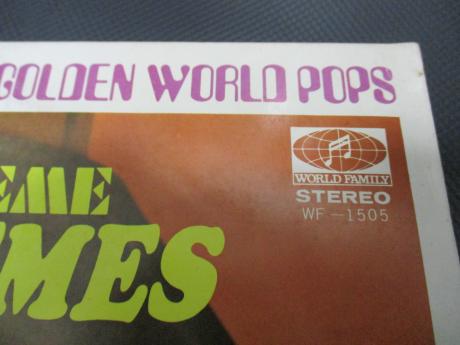 GOLDEN WORLD POPS
WORLD FAMILY
STEREO
WF-1505
EME
MES